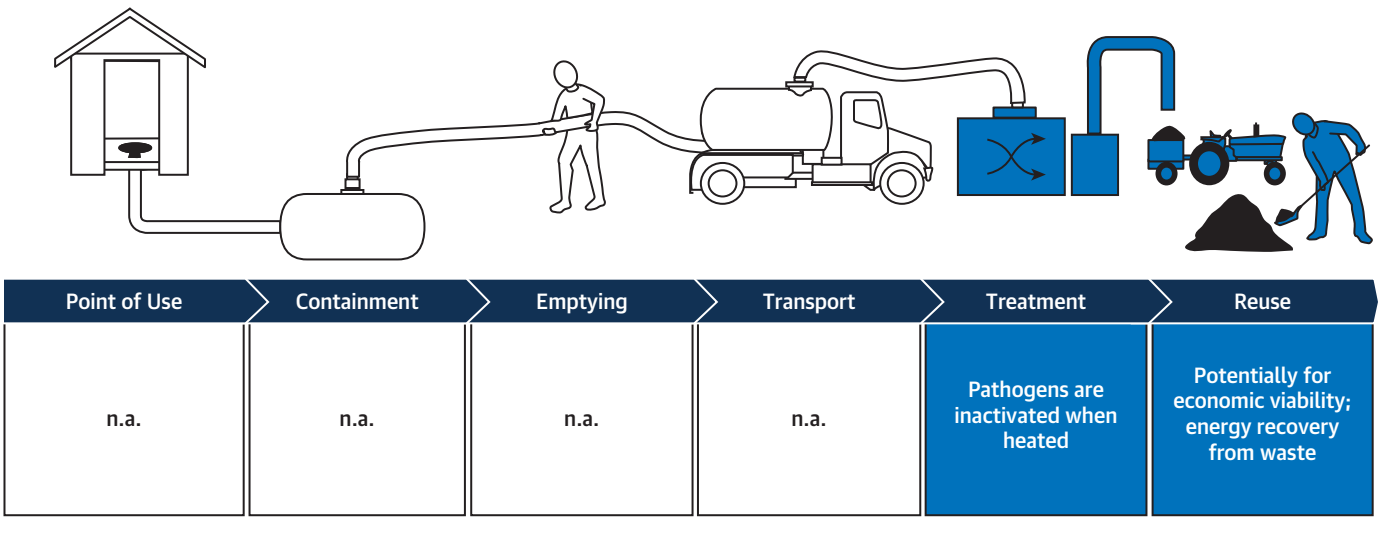 Point of Use
Containment
Emptying
Transport
Treatment
Reuse
n.a.
n.a.
n.a.
n.a.
Pathogens are
inactivated when
heated
Potentially for
economic viability;
energy recovery
from waste